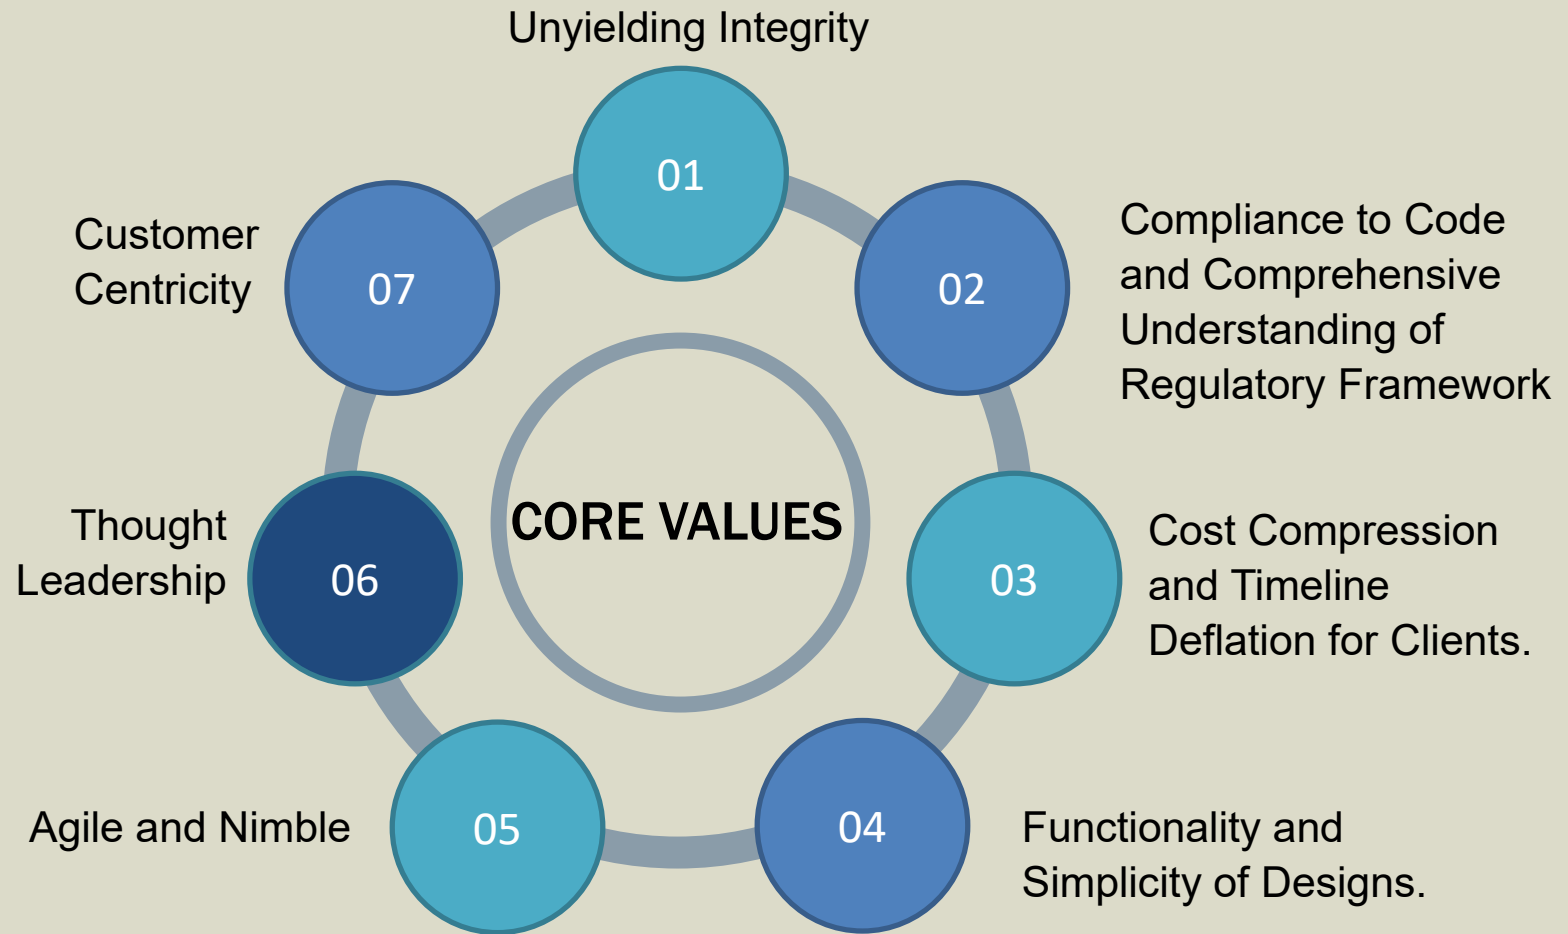 Unyielding Integrity
01
02
Compliance to Code
and Comprehensive
Understanding of
Regulatory Framework
03
Cost Compression
and Timeline
Deflation for Clients.
04
Functionality and
Simplicity of Designs.
05
Agile and Nimble
06
Thought
Leadership
07
Customer
Centricity
CORE VALUES